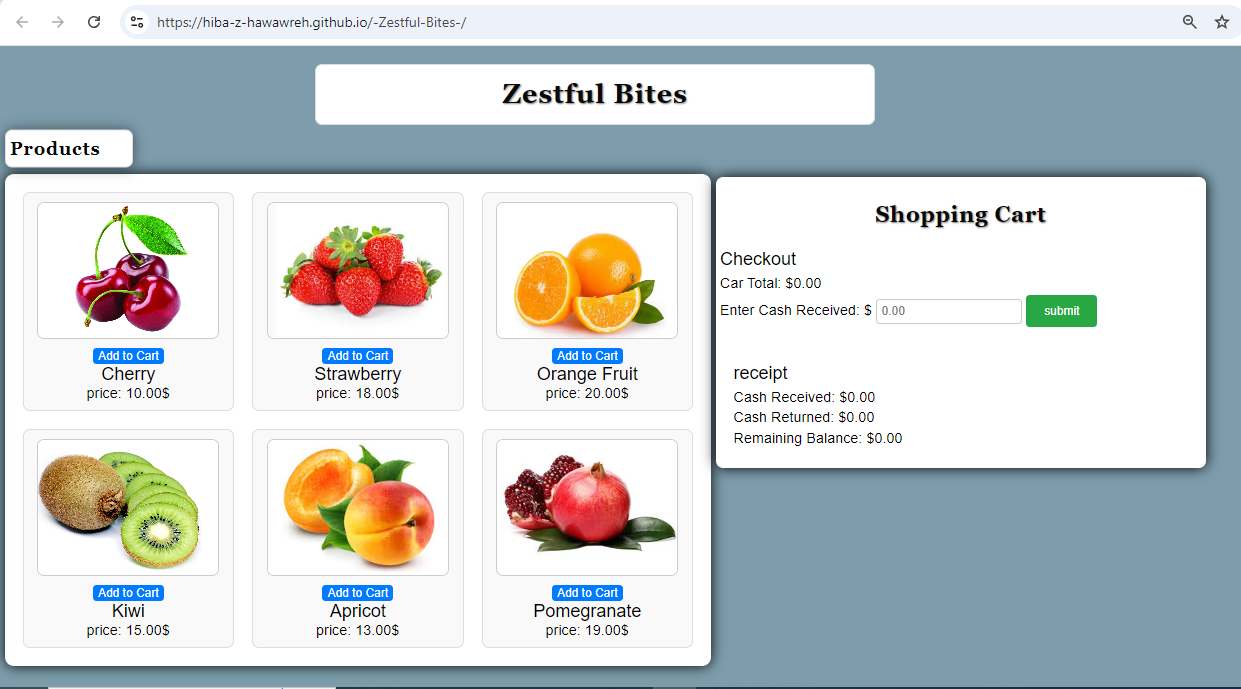 https://hiba-z-hawawreh.github.io/-Zestful-Bites-/
Zestful Bites
Products
Add to Cart
Cherry
price: 10.00$
Add to Cart
Strawberry
price: 18.00$
Add to Cart
Orange Fruit
price: 20.00$
Add to Cart
Kiwi
price: 15.00$
Add to Cart
Apricot
price: 13.00$
Add to Cart
Pomegranate
price: 19.00$
Shopping Cart
Checkout
Car Total: $0.00
Enter Cash Received: $ 0.00 submit
receipt
Cash Received: $0.00
Cash Returned: $0.00
Remaining Balance: $0.00